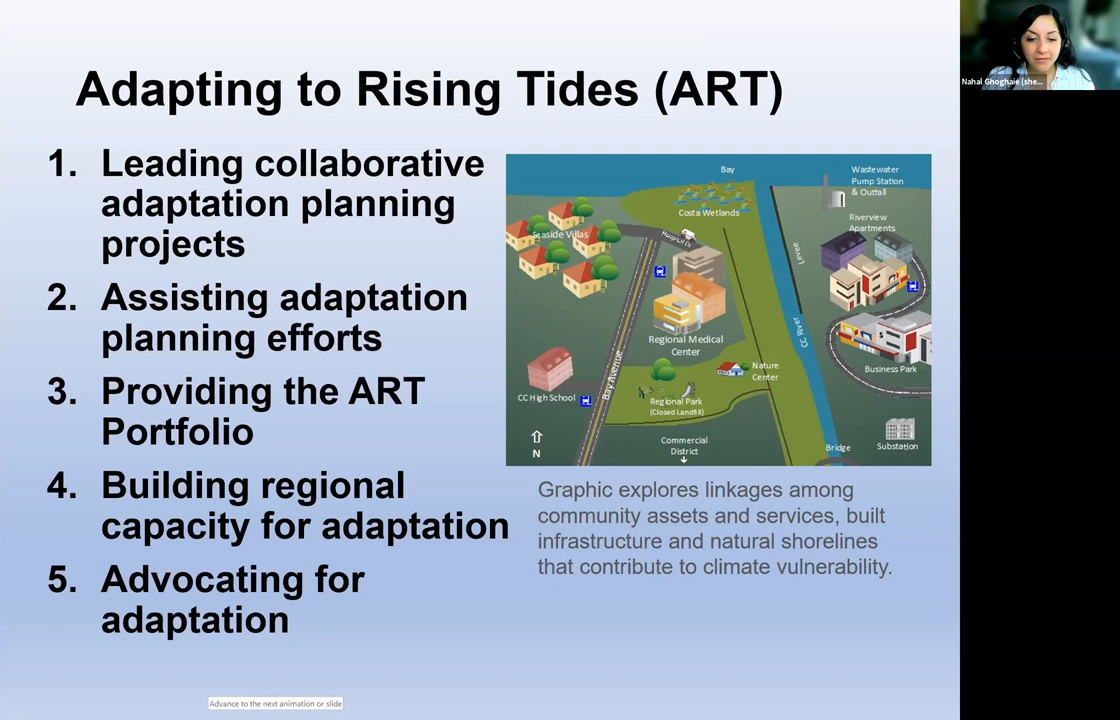 Adapting to Rising Tides (ART)
1. Leading collaborative
adaptation planning
projects
2. Assisting adaptation
planning efforts
3. Providing the ART
Portfolio
4. Building regional
capacity for adaptation
5. Advocating for
adaptation
Bay
Wastewater
Pump Station
& Outfall
Costa Wetlands
Riverview
Apartments
Seaside Villas
Levee
Regional Medical
Center
CC River
Bay Avenue
Nature
Center
Business Park
CC High School
Regional Park
(Closed Landfill)
N
Commercial
District
Bridge
Substation
Graphic explores linkages among
community assets and services, built
infrastructure and natural shorelines
that contribute to climate vulnerability.
Advance to the next animation or slide
Nahal Ghoghaie (she...